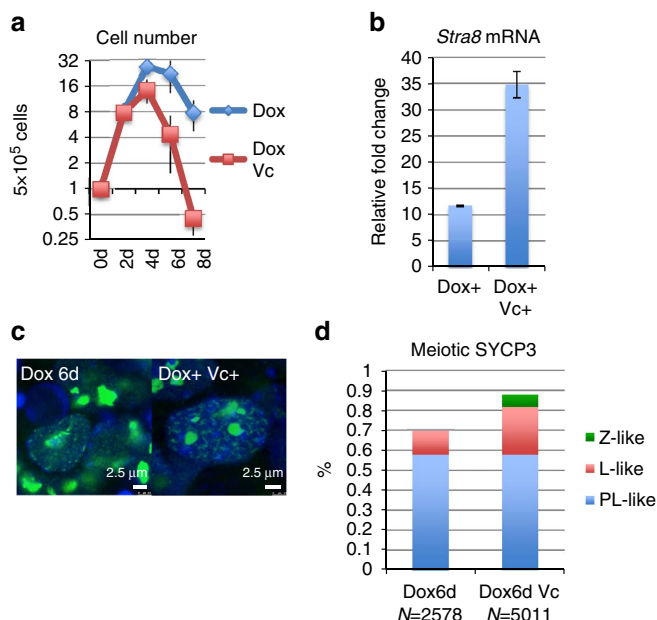 a
Cell number
5×10⁵ cells
32
16
8
4
2
1
0.5
0.25
0d
2d
4d
6d
8d
Dox
Dox
Vc
b
Stra8 mRNA
Relative fold change
40
35
30
25
20
15
10
5
0
Dox+
Dox+
Vc+
c
Dox 6d
Dox+ Vc+
2.5 μm
2.5 μm
d
Meiotic SYCP3
%
1
0.9
0.8
0.7
0.6
0.5
0.4
0.3
0.2
0.1
0
Dox6d
N=2578
Dox6d Vc
N=5011
Z-like
L-like
PL-like